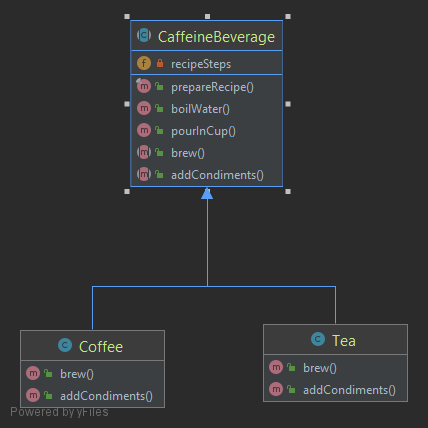 CaffeineBeverage
recipeSteps
prepareRecipe()
boilWater()
pourInCup()
brew()
addCondiments()
Coffee
brew()
addCondiments()
Tea
brew()
addCondiments()
Powered by yFiles